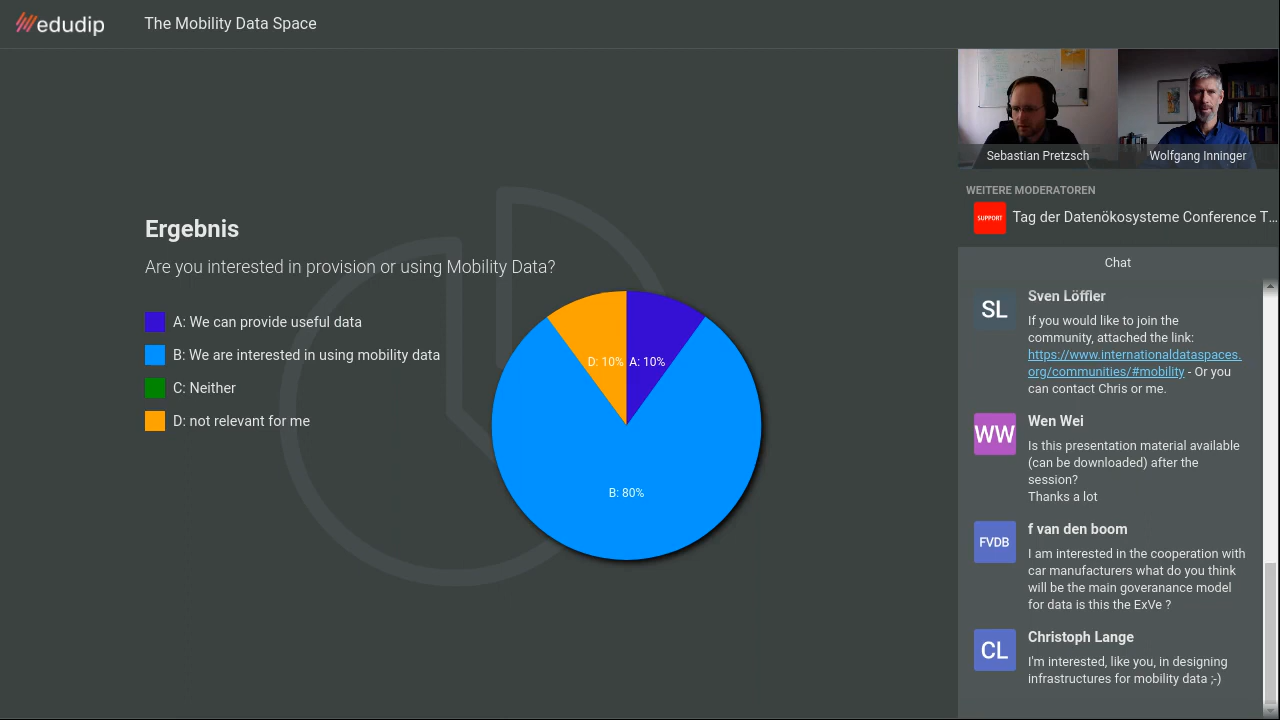 edudip
The Mobility Data Space
Sebastian Pretzsch
Wolfgang Inninger
WEITERE MODERATOREN
SUPPORT
Tag der Datenökosysteme Conference T...
Ergebnis
Are you interested in provision or using Mobility Data?
A: We can provide useful data
B: We are interested in using mobility data
C: Neither
D: not relevant for me
D: 10%
A: 10%
B: 80%
Chat
SL
Sven Löffler
If you would like to join the
community, attached the link:
https://www.internationaldataspaces.
org/communities/#mobility - Or you
can contact Chris or me.
WW
Wen Wei
Is this presentation material available
(can be downloaded) after the
session?
Thanks a lot
FVDB
f van den boom
I am interested in the cooperation with
car manufacturers what do you think
will be the main goveranance model
for data is this the ExVe ?
CL
Christoph Lange
I'm interested, like you, in designing
infrastructures for mobility data ;-)